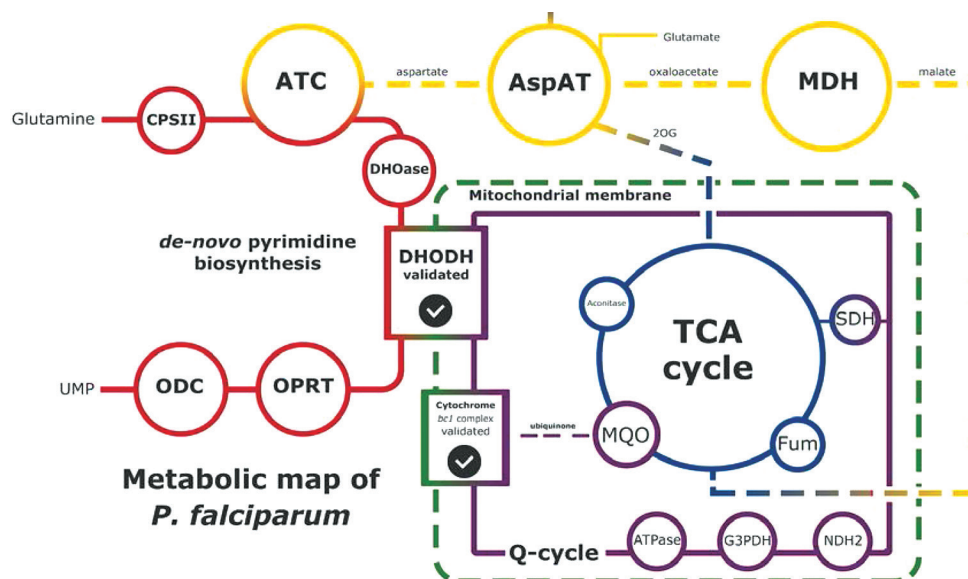 Glutamate
ATC
aspartate
AspAT
oxaloacetate
MDH
malate
Glutamine
CPSII
2OG
DHOase
Mitochondrial membrane
de-novo pyrimidine
biosynthesis
DHODH
validated
Aconitase
TCA
cycle
SDH
UMP
ODC
OPRT
Cytochrome
bc1 complex
validated
ubiquinone
MQO
Fum
Metabolic map of
P. falciparum
Q-cycle
ATPase
G3PDH
NDH2